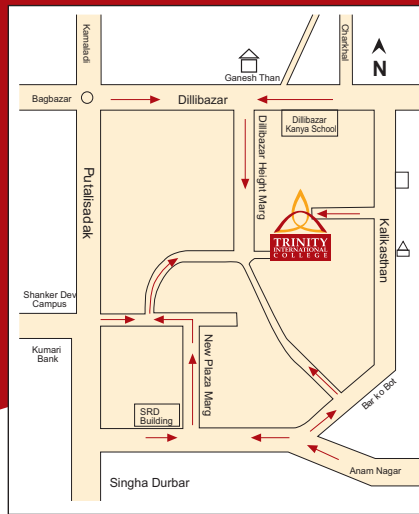 Kamaladi
Charkhal
Ganesh Than
N
Bagbazar
Dillibazar
Dillibazar
Kanya School
Dillibazar Height Marg
Putalisadak
TRINITY
INTERNATIONAL
COLLEGE
Kalikasthan
Shanker Dev
Campus
Kumari
Bank
New Plaza Marg
Bar ko Bot
SRD
Building
Anam Nagar
Singha Durbar